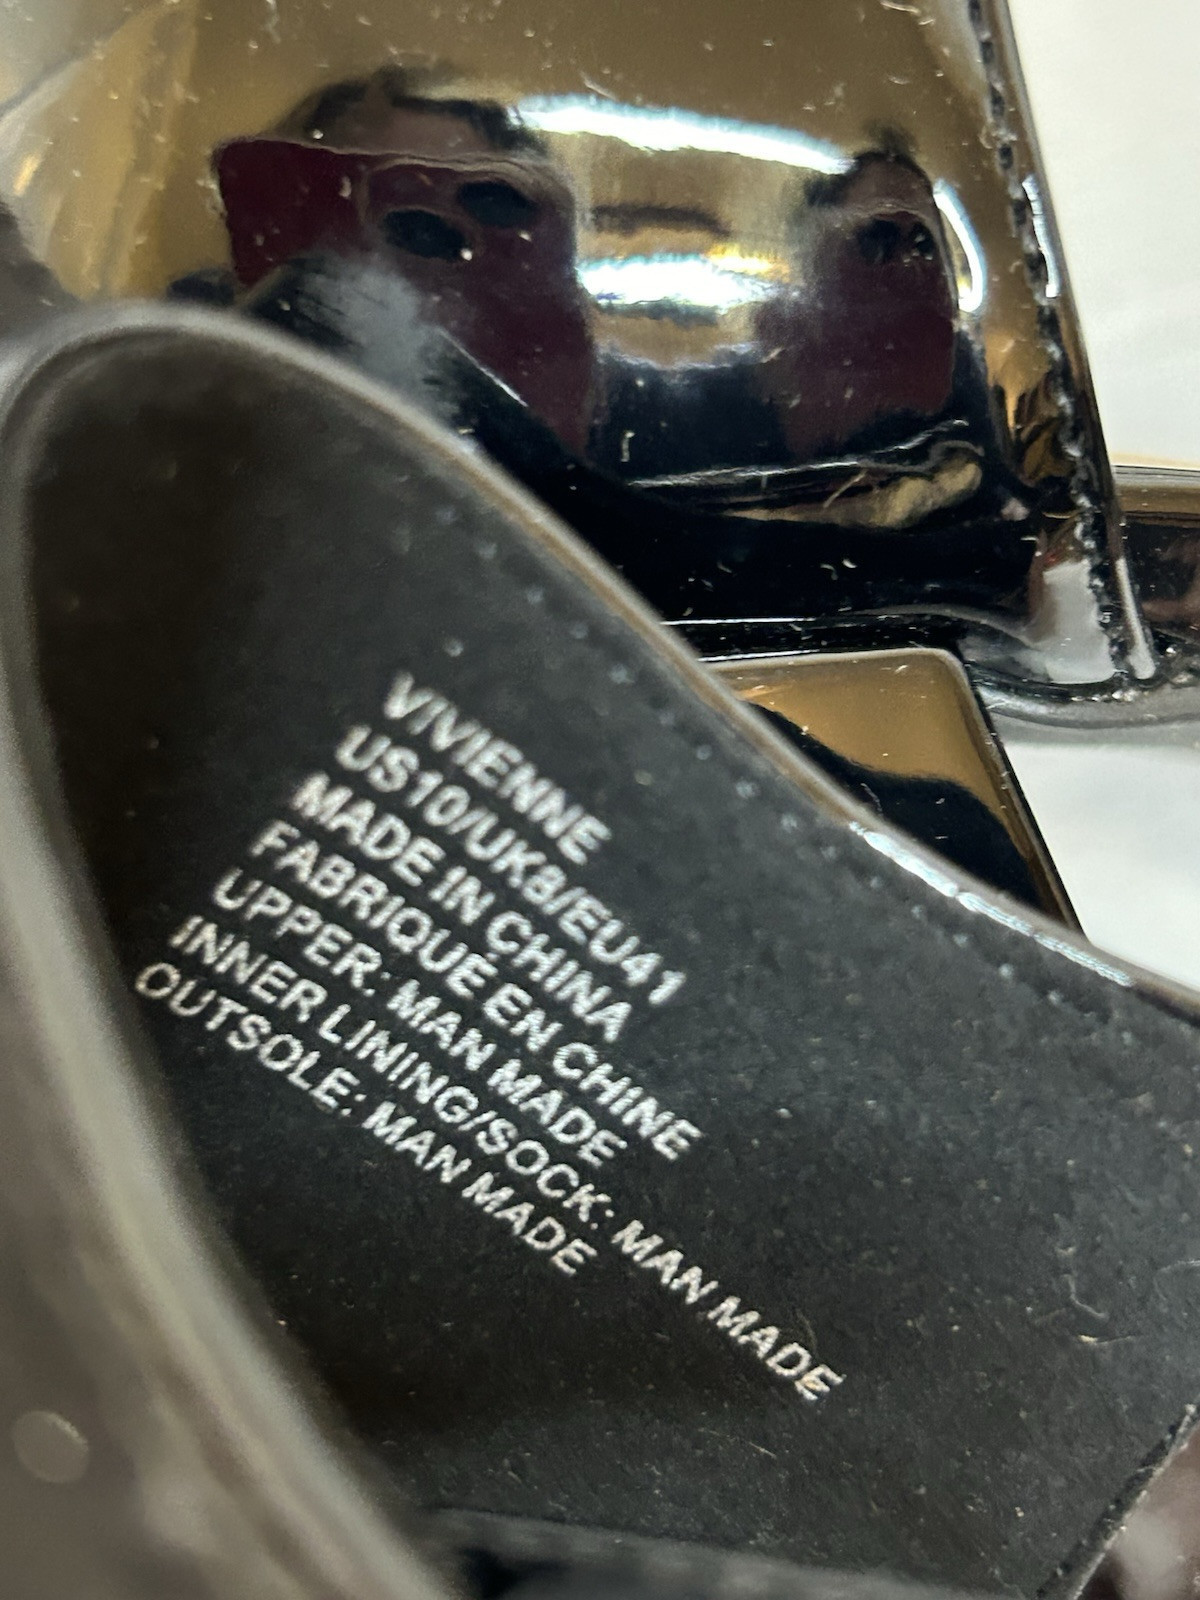 VIVIENNE
US10/UK8/EU41
MADE IN CHINA
FABRIQUE EN CHINE
UPPER: MAN MADE
INNER LINING/SOCK: MAN MADE
OUTSOLE: MAN MADE